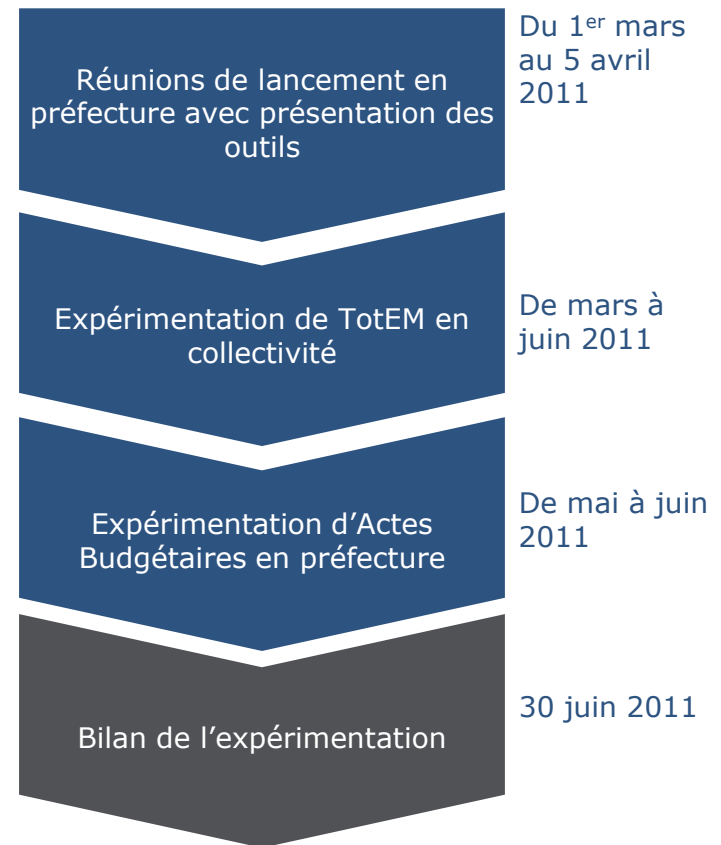 Réunions de lancement en
préfecture avec présentation des
outils
Du 1er mars
au 5 avril
2011
Expérimentation de TotEM en
collectivité
De mars à
juin 2011
Expérimentation d’Actes
Budgétaires en préfecture
De mai à juin
2011
Bilan de l’expérimentation
30 juin 2011